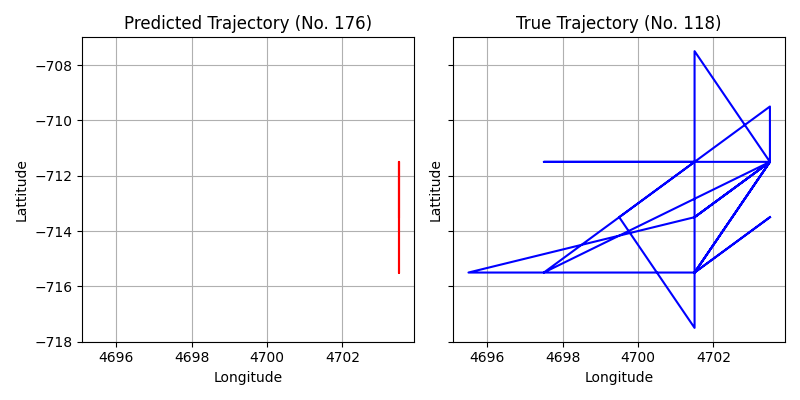 Predicted Trajectory (No. 176)
−708
−710
−712
−714
−716
−718
Lattitude
4696
4698
4700
4702
Longitude
True Trajectory (No. 118)
Lattitude
4696
4698
4700
4702
Longitude